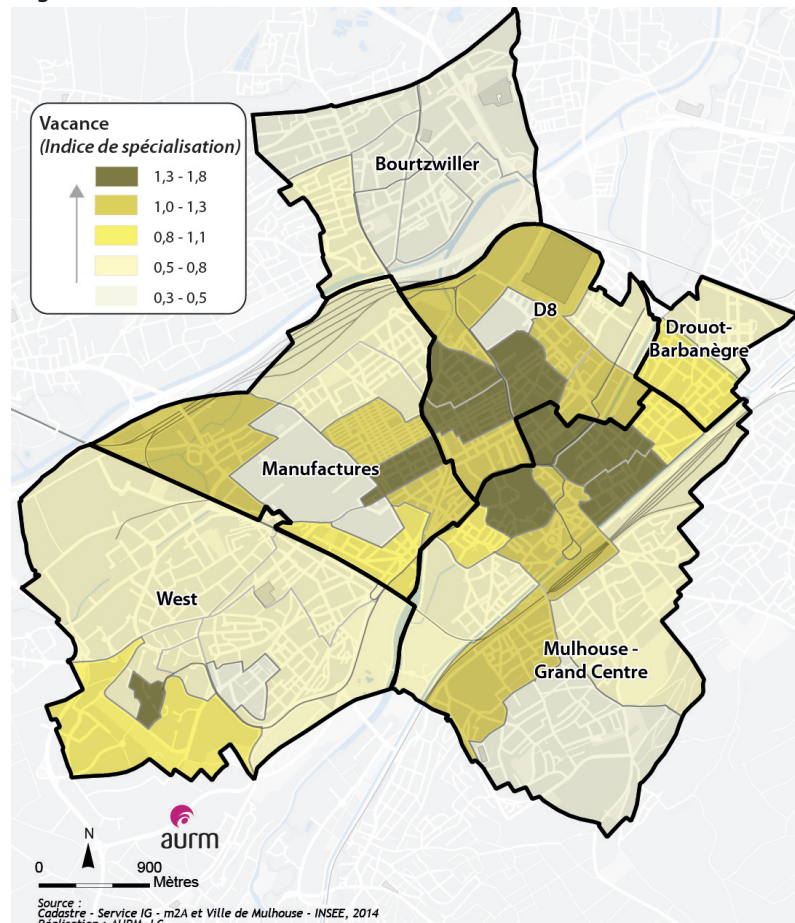 Vacance
(Indice de spécialisation)
1,3 - 1,8
1,0 - 1,3
0,8 - 1,1
0,5 - 0,8
0,3 - 0,5
Bourtzwiller
D8
Drouot-
Barbanègre
Manufactures
West
Mulhouse -
Grand Centre
aurm
N
0 900
Mètres
Source :
Cadastre - Service IG - m2A et Ville de Mulhouse - INSEE, 2014